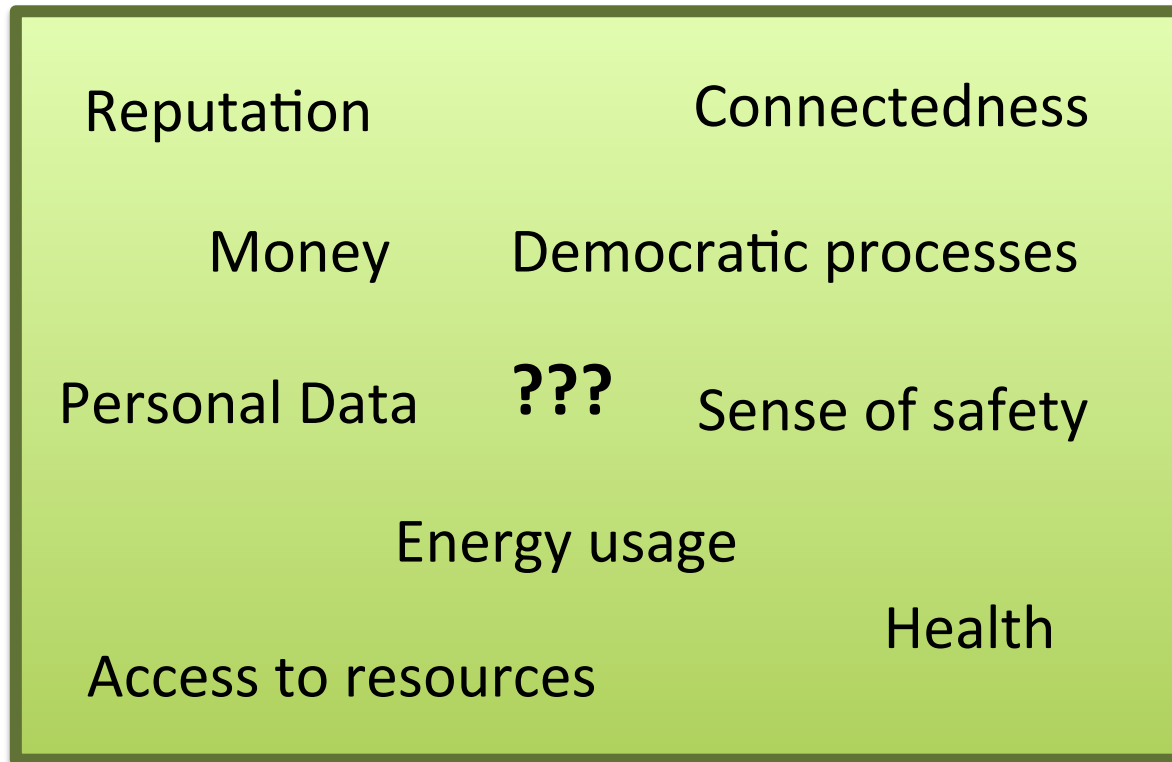 Reputation
Connectedness
Money
Democratic processes
Personal Data
???
Sense of safety
Energy usage
Health
Access to resources